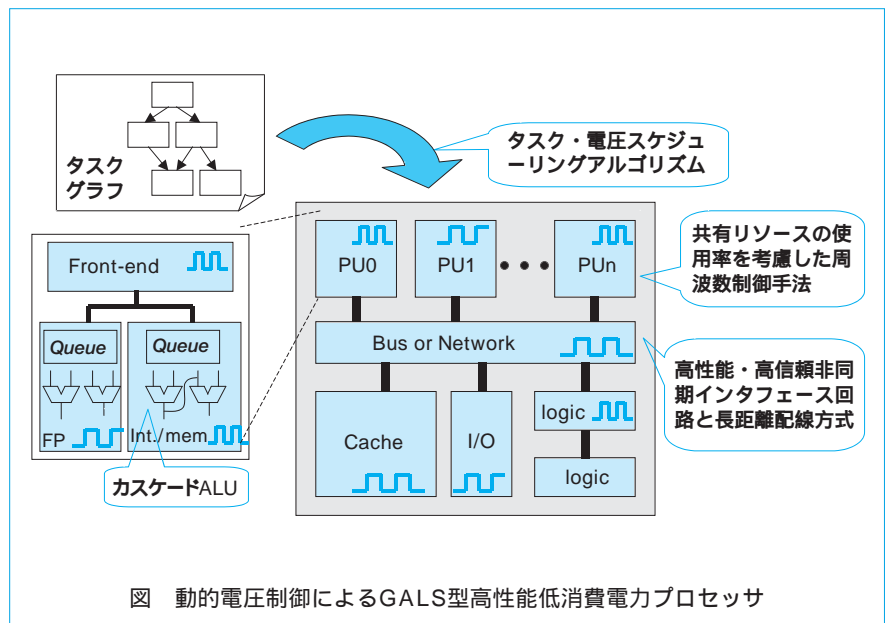 タスク
グラフ
タスク・電圧スケジュ
ーリングアルゴリズム
Front-end
Queue
Queue
FP
Int./mem
カスケードALU
PU0
PU1
PUn
Bus or Network
Cache
I/O
logic
logic
共有リソースの使
用率を考慮した周
波数制御手法
高性能・高信頼非同
期インタフェース回
路と長距離配線方式
図 動的電圧制御によるGALS型高性能低消費電力プロセッサ